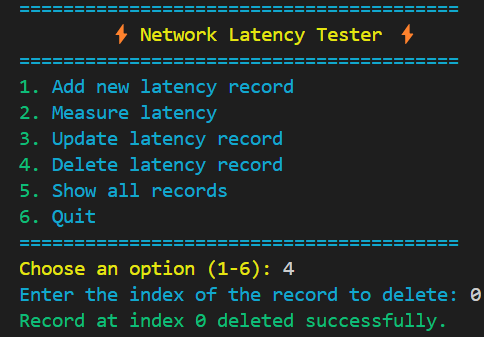 ========================================
⚡ Network Latency Tester ⚡
========================================
1. Add new latency record
2. Measure latency
3. Update latency record
4. Delete latency record
5. Show all records
6. Quit
========================================
Choose an option (1-6): 4
Enter the index of the record to delete: 0
Record at index 0 deleted successfully.